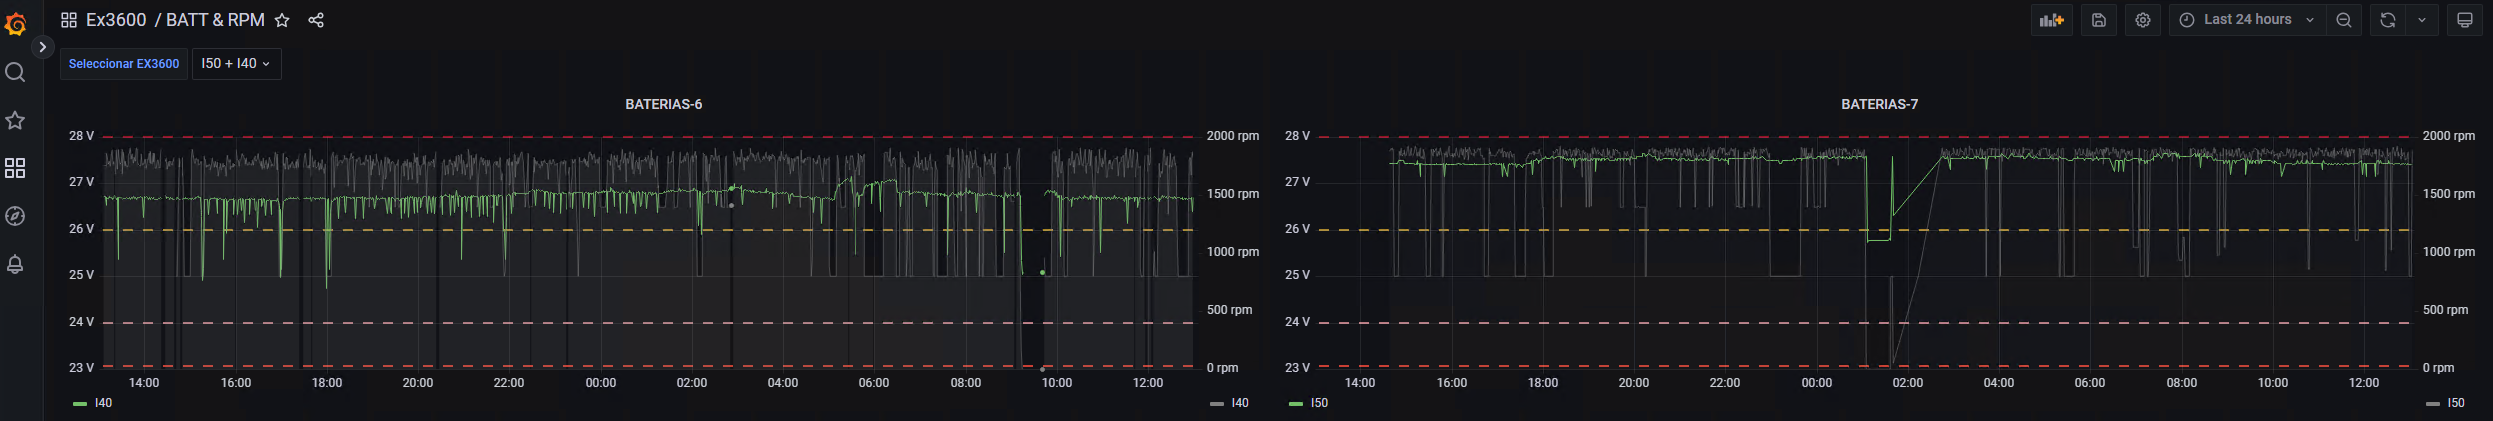 Ex3600 / BATT & RPM
Last 24 hours
Seleccionar EX3600
I50 + I40
BATERIAS-6
28 V
27 V
26 V
25 V
24 V
23 V
2000 rpm
1500 rpm
1000 rpm
500 rpm
0 rpm
14:00 16:00 18:00 20:00 22:00 00:00 02:00 04:00 06:00 08:00 10:00 12:00
I40
I40
BATERIAS-7
28 V
27 V
26 V
25 V
24 V
23 V
2000 rpm
1500 rpm
1000 rpm
500 rpm
0 rpm
14:00 16:00 18:00 20:00 22:00 00:00 02:00 04:00 06:00 08:00 10:00 12:00
I50
I50